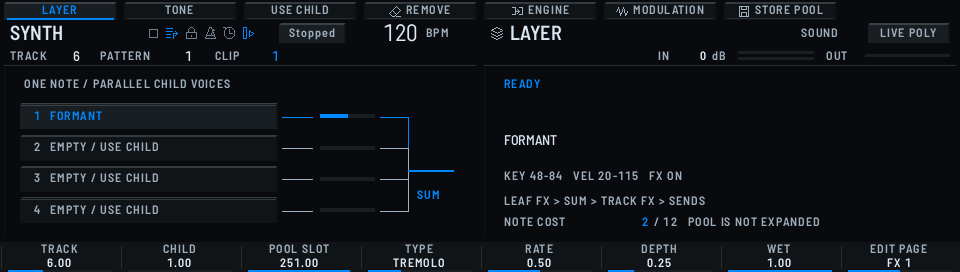 LAYER TONE USE CHILD REMOVE ENGINE MODULATION STORE POOL
SYNTH Stopped 120 BPM LAYER SOUND LIVE POLY
TRACK 6 PATTERN 1 CLIP 1 IN 0 dB OUT
ONE NOTE / PARALLEL CHILD VOICES
READY
1 FORMANT
2 EMPTY / USE CHILD
3 EMPTY / USE CHILD
4 EMPTY / USE CHILD
SUM
FORMANT
KEY 48-84 VEL 20-115 FX ON
LEAF FX > SUM > TRACK FX > SENDS
NOTE COST 2 / 12 POOL IS NOT EXPANDED
TRACK CHILD POOL SLOT TYPE RATE DEPTH WET EDIT PAGE
6.00 1.00 251.00 TREMOLO 0.50 0.25 1.00 FX 1